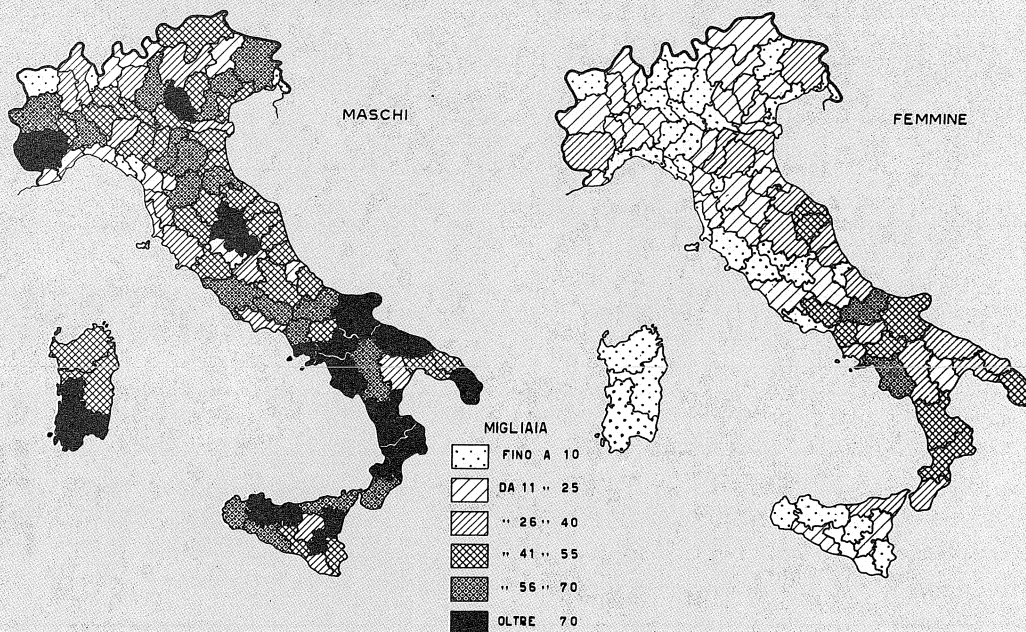 MASCHI
FEMMINE
MIGLIAIA
FINO A 10
DA 11 " 25
" 26 " 40
" 41 " 55
" 56 " 70
OLTRE 70